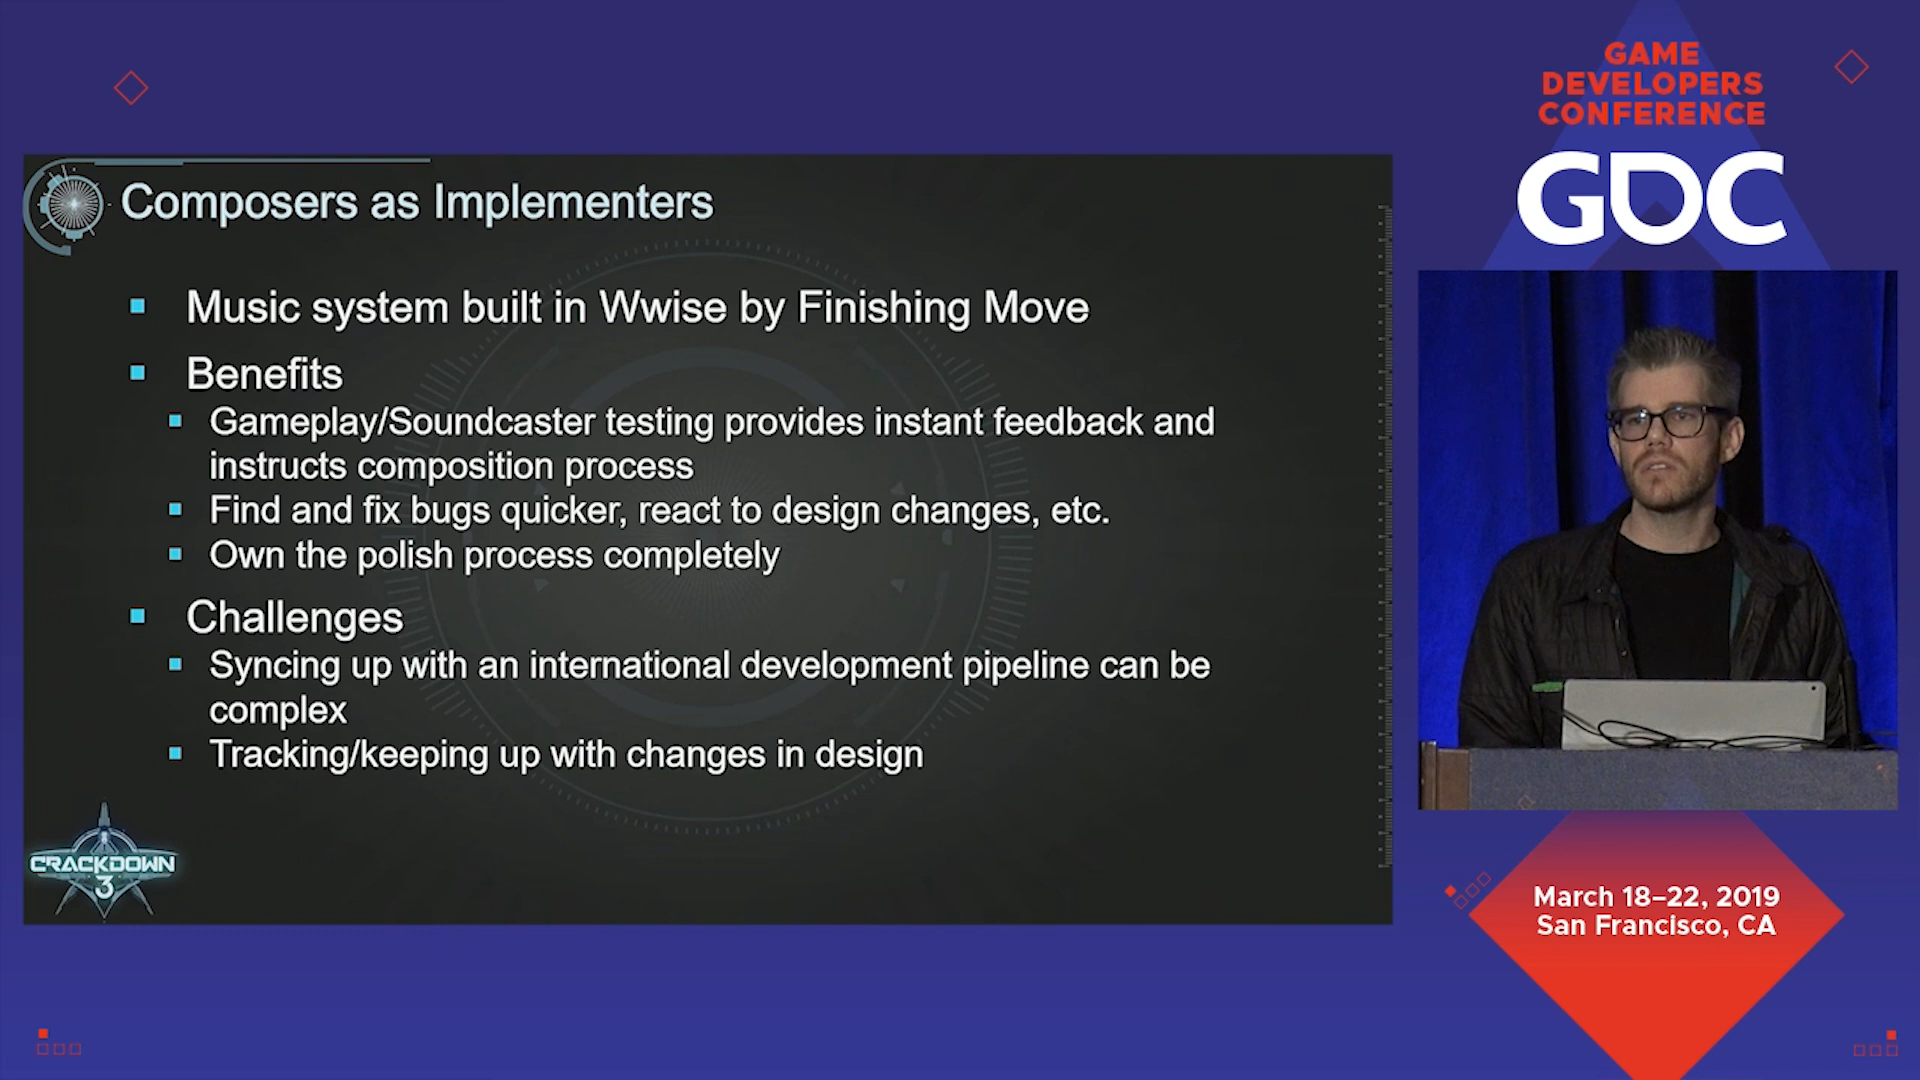 GAME
DEVELOPERS
CONFERENCE
GDC
Composers as Implementers
Music system built in Wwise by Finishing Move
Benefits
Gameplay/Soundcaster testing provides instant feedback and
instructs composition process
Find and fix bugs quicker, react to design changes, etc.
Own the polish process completely
Challenges
Syncing up with an international development pipeline can be
complex
Tracking/keeping up with changes in design
CRACKDOWN
3
March 18–22, 2019
San Francisco, CA